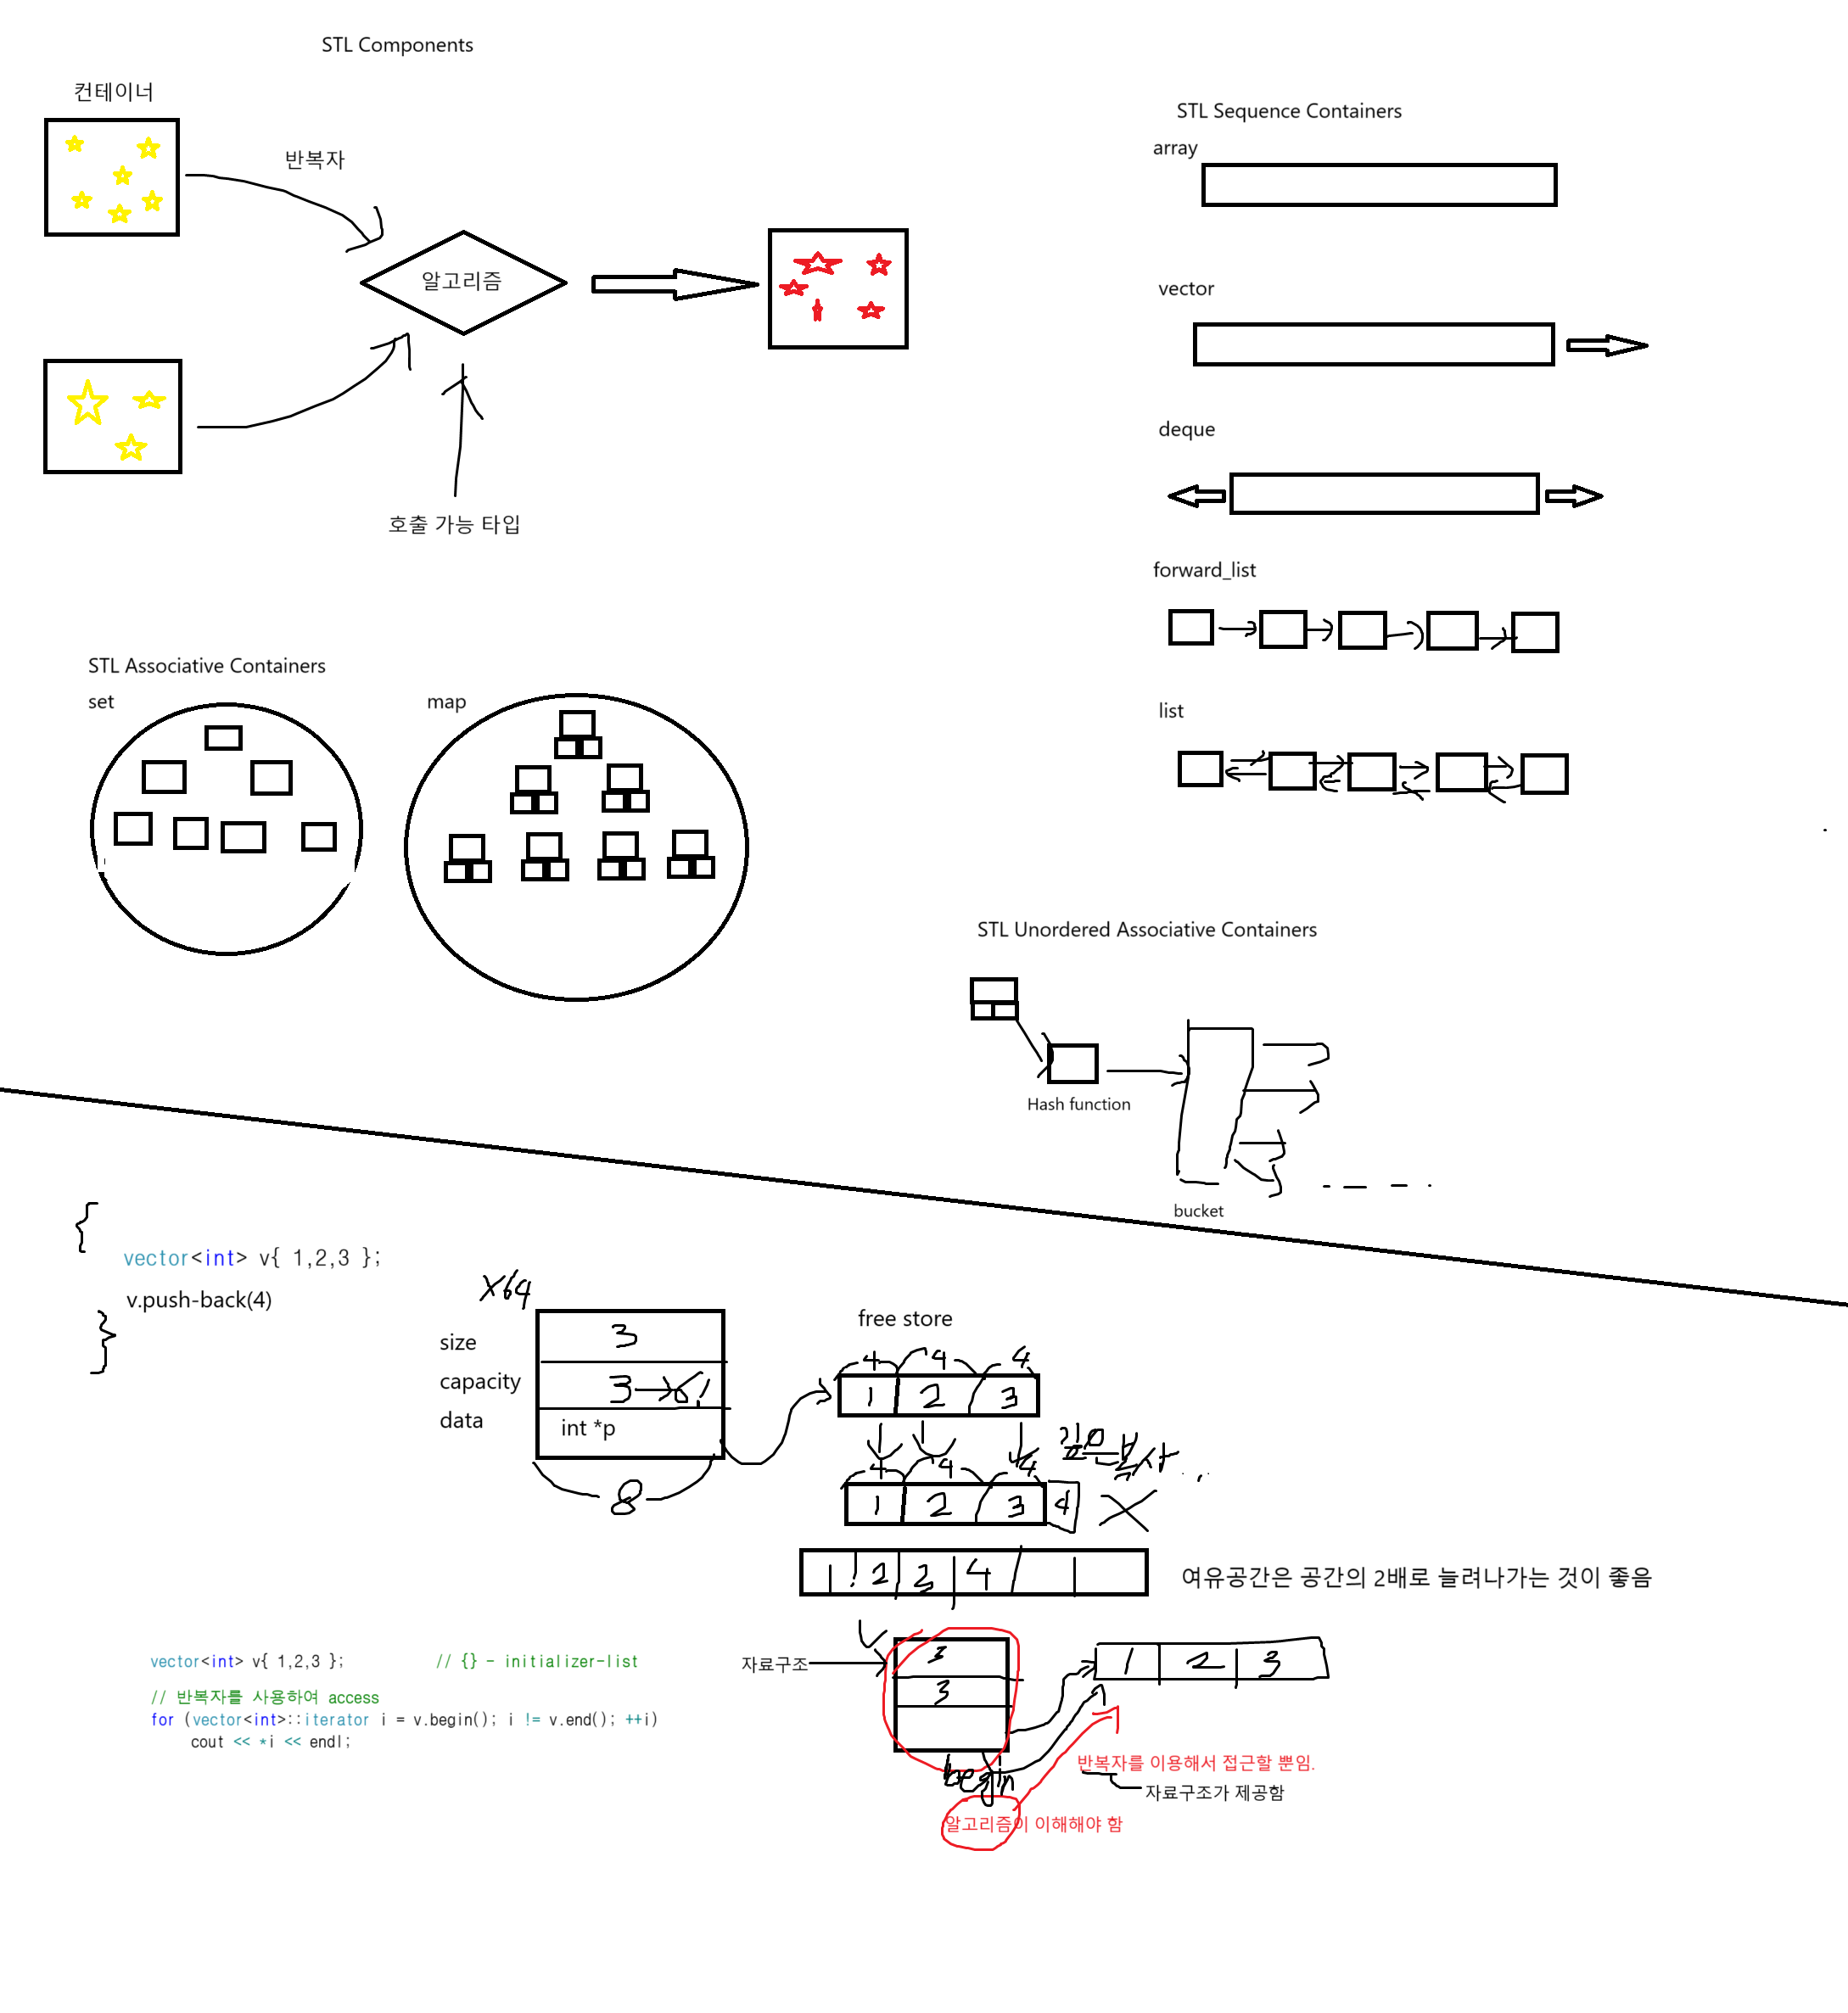 STL Components
컨테이너
반복자
알고리즘
호출 가능 타입
STL Sequence Containers
array
vector
deque
forward_list
list
STL Associative Containers
set
map
STL Unordered Associative Containers
Hash function
bucket
{
vector<int> v{ 1,2,3 };
v.push-back(4)
}
X64
size
3
capacity
3
data
int *p
8
free store
4 4 4
1 2 3
깊은 복사
4 4 4
1 2 3 4 X
1 2 3 4
여유공간은 공간의 2배로 늘려나가는 것이 좋음
vector<int> v{ 1,2,3 }; // {} - initializer-list
// 반복자를 사용하여 access
for (vector<int>::iterator i = v.begin(); i != v.end(); ++i)
cout << *i << endl;
자료구조
3
3
1 2 3
begin
반복자를 이용해서 접근할 뿐임.
자료구조가 제공함
알고리즘이 이해해야 함